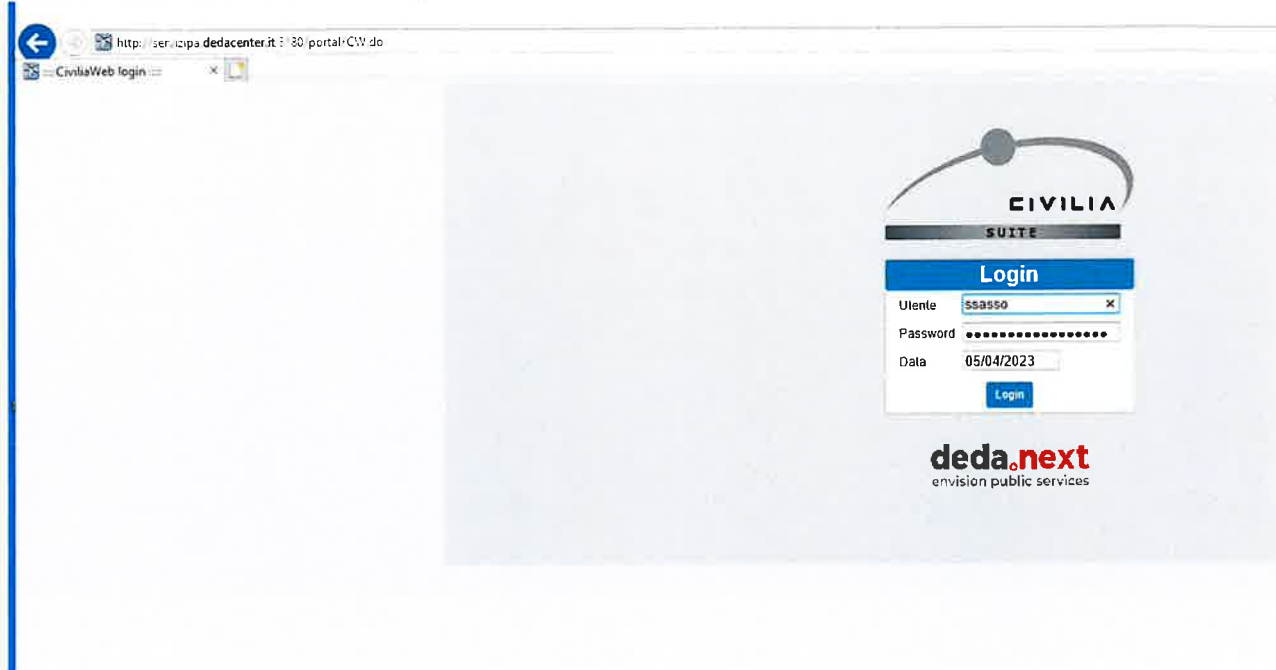 dedacenter.it
CiviliaWeb login
CIVILIA
SUITE
Login
Utente ssasso ×
Password ●●●●●●●●●●●●●●●●●
Data 05/04/2023
Login
deda.next
envision public services